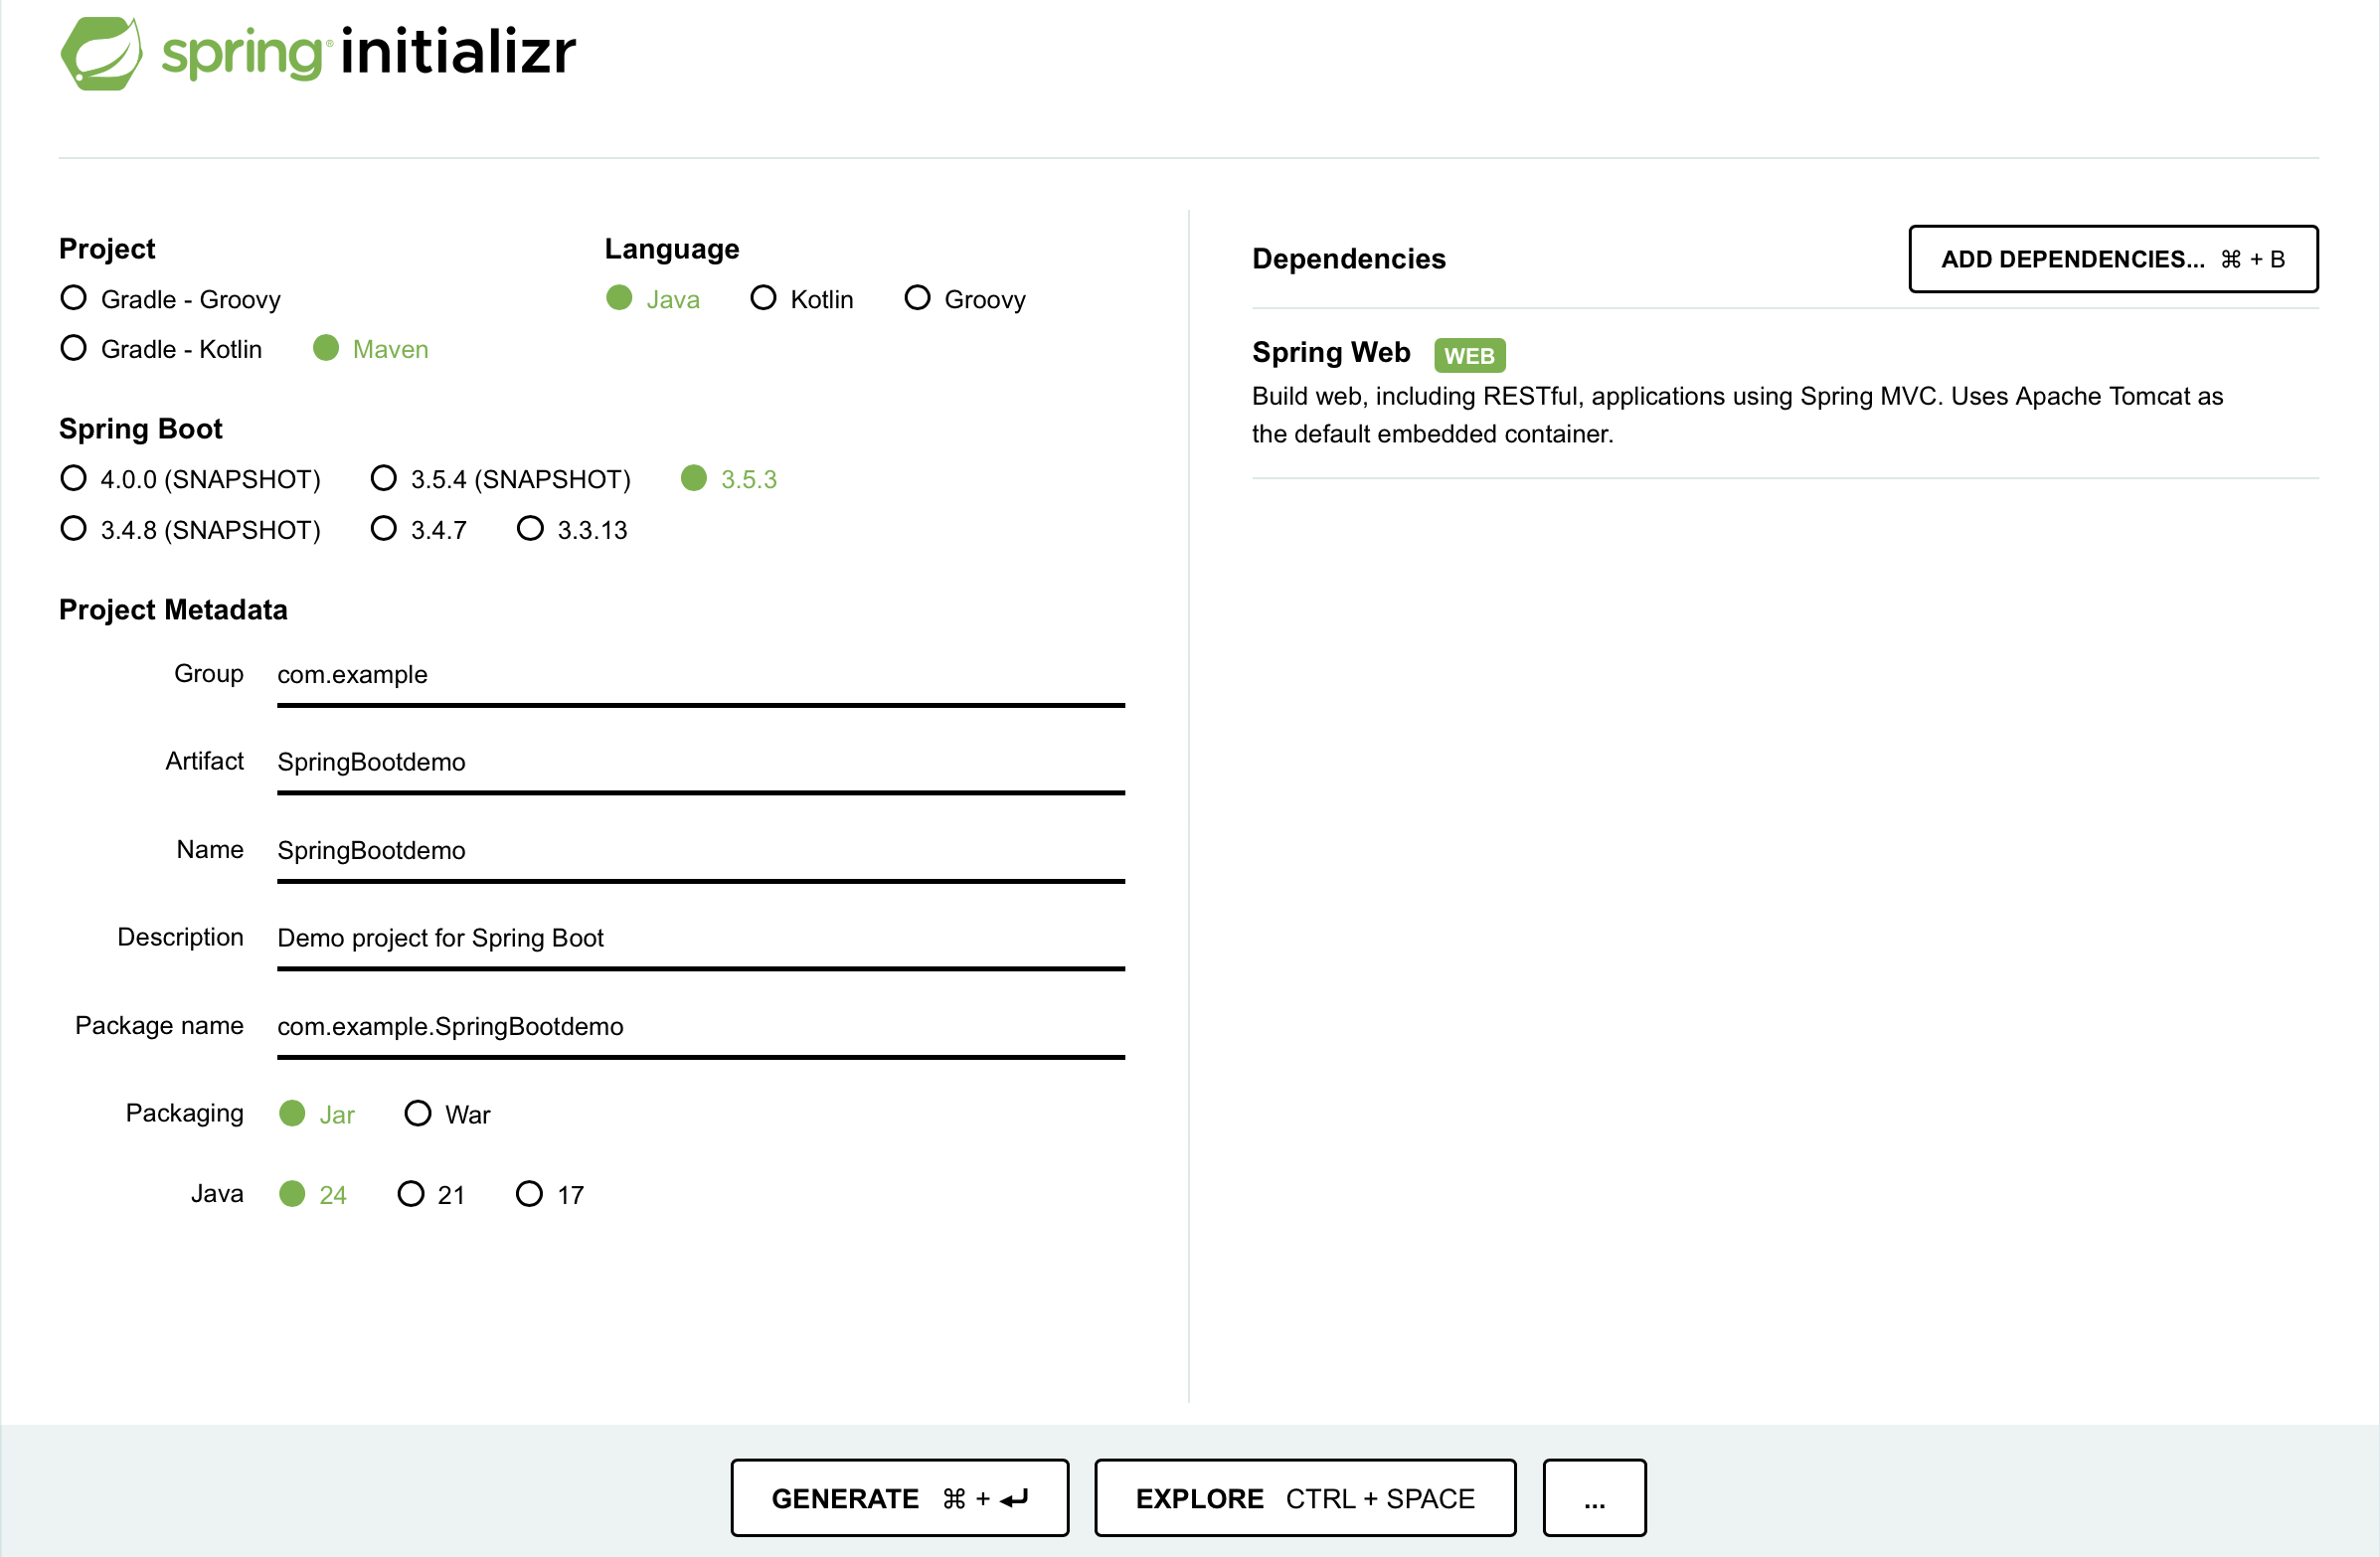 spring® initializr
Project
Gradle - Groovy
Gradle - Kotlin Maven
Language
Java Kotlin Groovy
Spring Boot
4.0.0 (SNAPSHOT) 3.5.4 (SNAPSHOT) 3.5.3
3.4.8 (SNAPSHOT) 3.4.7 3.3.13
Project Metadata
Group com.example
Artifact SpringBootdemo
Name SpringBootdemo
Description Demo project for Spring Boot
Package name com.example.SpringBootdemo
Packaging Jar War
Java 24 21 17
Dependencies ADD DEPENDENCIES... ⌘ + B
Spring Web WEB
Build web, including RESTful, applications using Spring MVC. Uses Apache Tomcat as
the default embedded container.
GENERATE ⌘ + ⏎ EXPLORE CTRL + SPACE ...